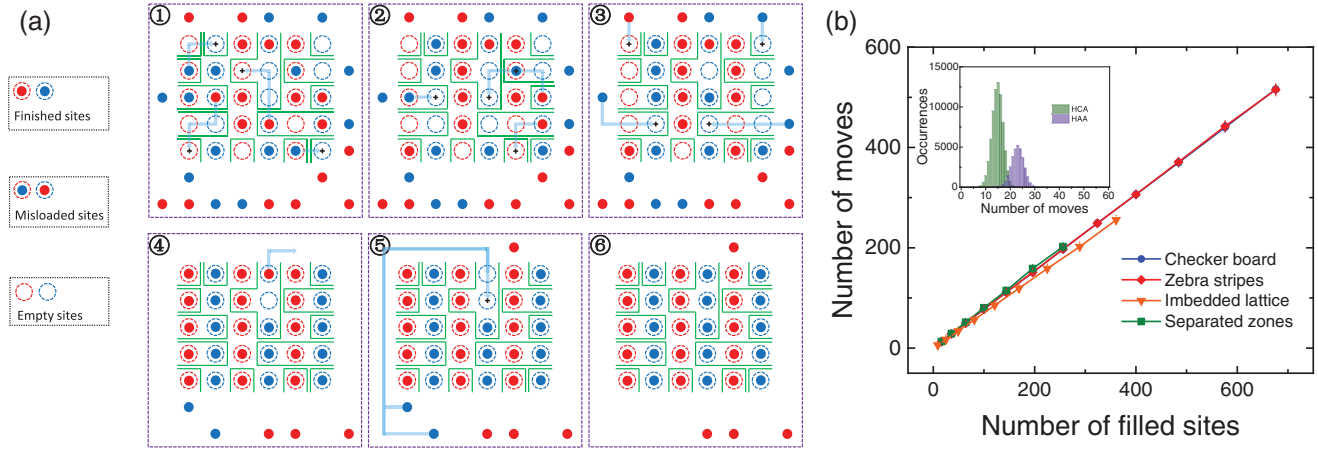 (a)
Finished sites
Misloaded sites
Empty sites
①
②
③
④
⑤
⑥
(b)
600
400
200
0
Number of moves
0
200
400
600
Number of filled sites
15000
10000
5000
0
Occurrences
0
10
20
30
40
50
60
Number of moves
HCA
HAA
Checker board
Zebra stripes
Imbedded lattice
Separated zones